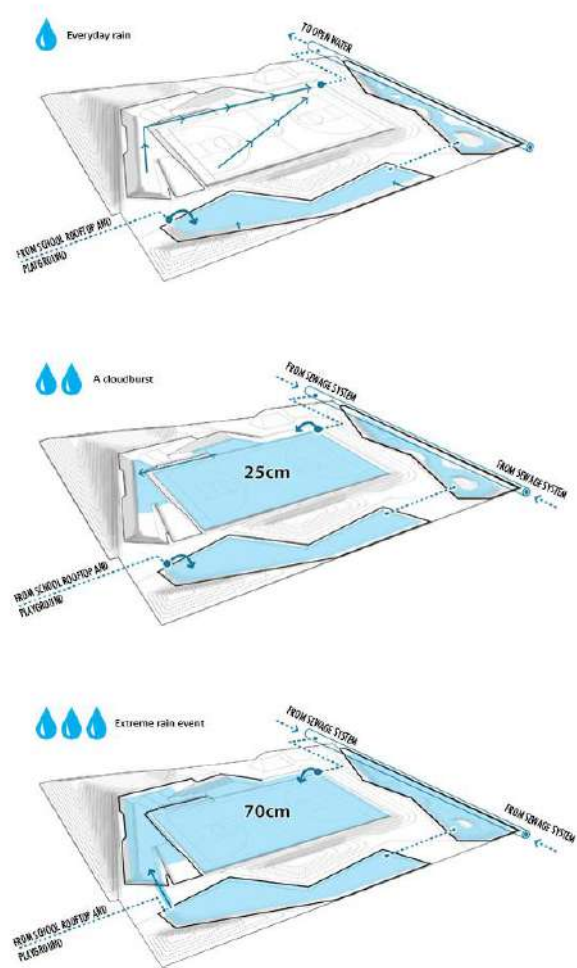 Everyday rain
TO OPEN WATER
FROM SCHOOL ROOFTOP AND
PLAYGROUND
A cloudburst
FROM SEWAGE SYSTEM
25cm
FROM SEWAGE SYSTEM
FROM SCHOOL ROOFTOP AND
PLAYGROUND
Extreme rain event
FROM SEWAGE SYSTEM
70cm
FROM SEWAGE SYSTEM
FROM SCHOOL ROOFTOP AND
PLAYGROUND